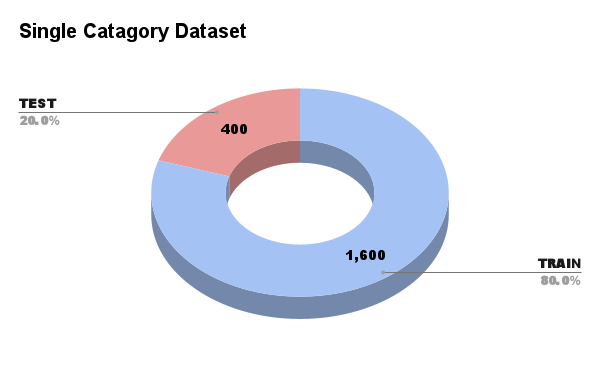 Single Catagory Dataset
TEST
20.0%
400
1,600
TRAIN
80.0%